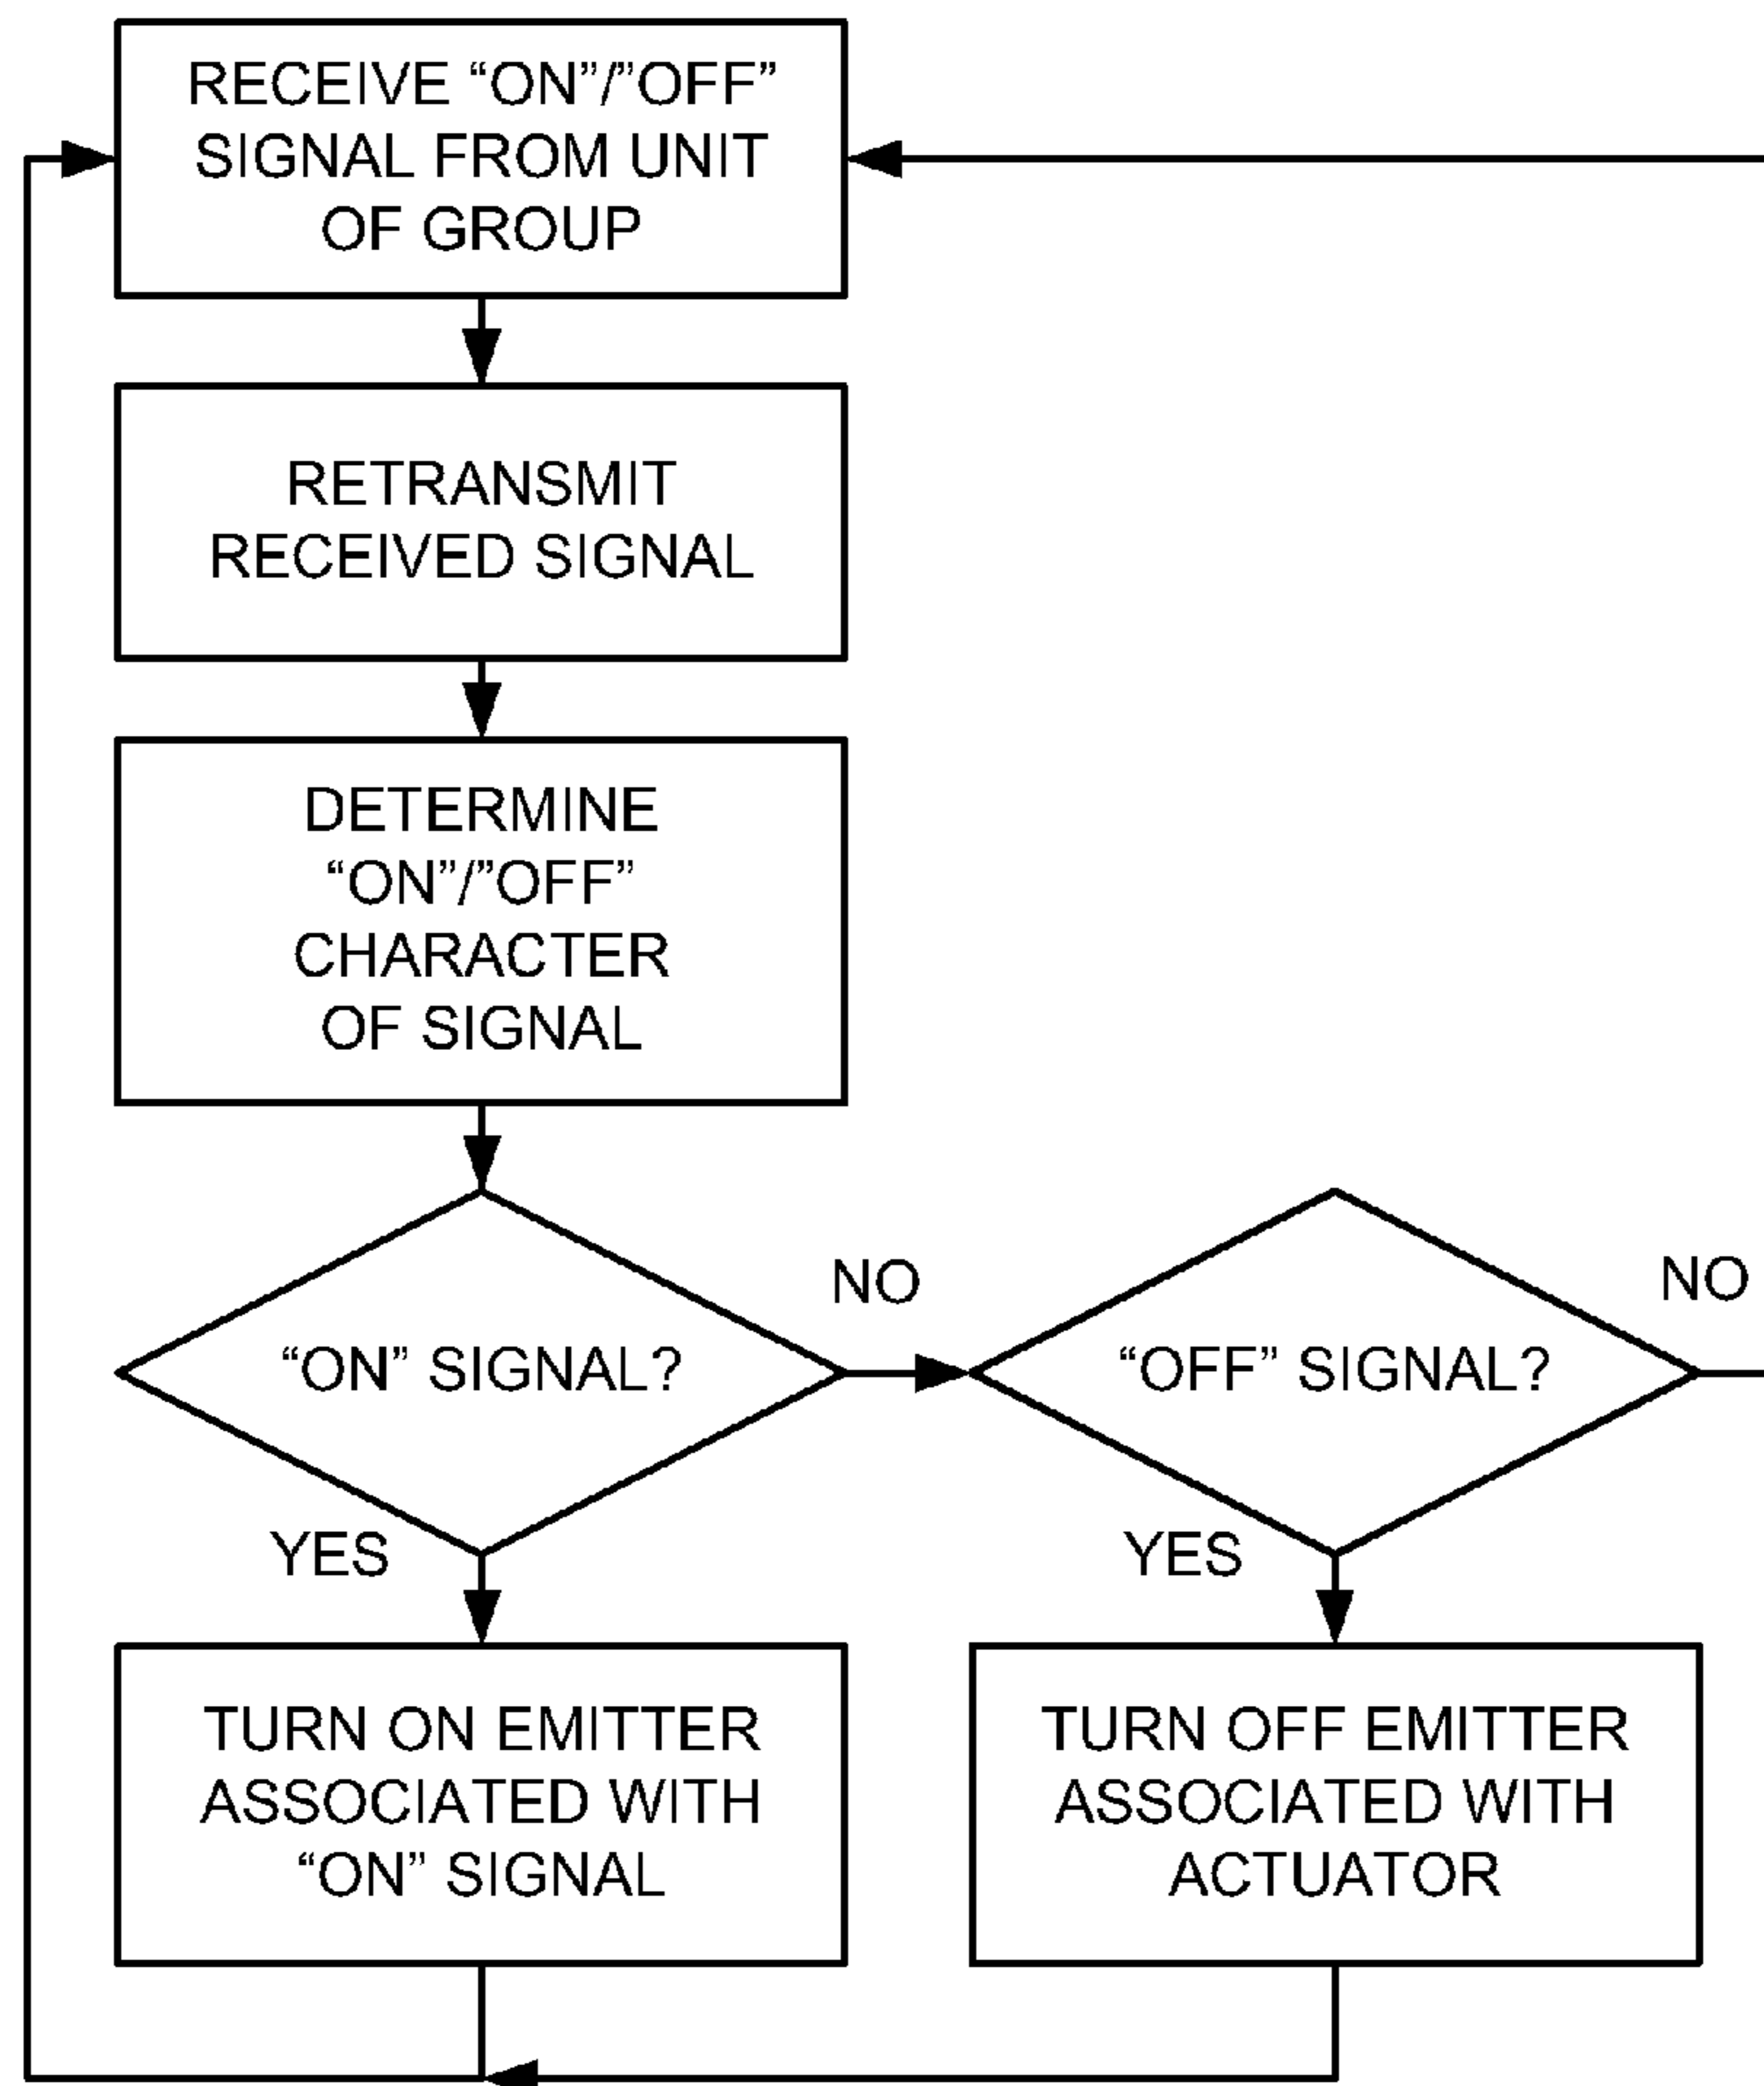 RECEIVE “ON”/”OFF”
SIGNAL FROM UNIT
OF GROUP
RETRANSMIT
RECEIVED SIGNAL
DETERMINE
“ON”/”OFF”
CHARACTER
OF SIGNAL
“ON” SIGNAL?
NO
“OFF” SIGNAL?
NO
YES
YES
TURN ON EMITTER
ASSOCIATED WITH
“ON” SIGNAL
TURN OFF EMITTER
ASSOCIATED WITH
ACTUATOR